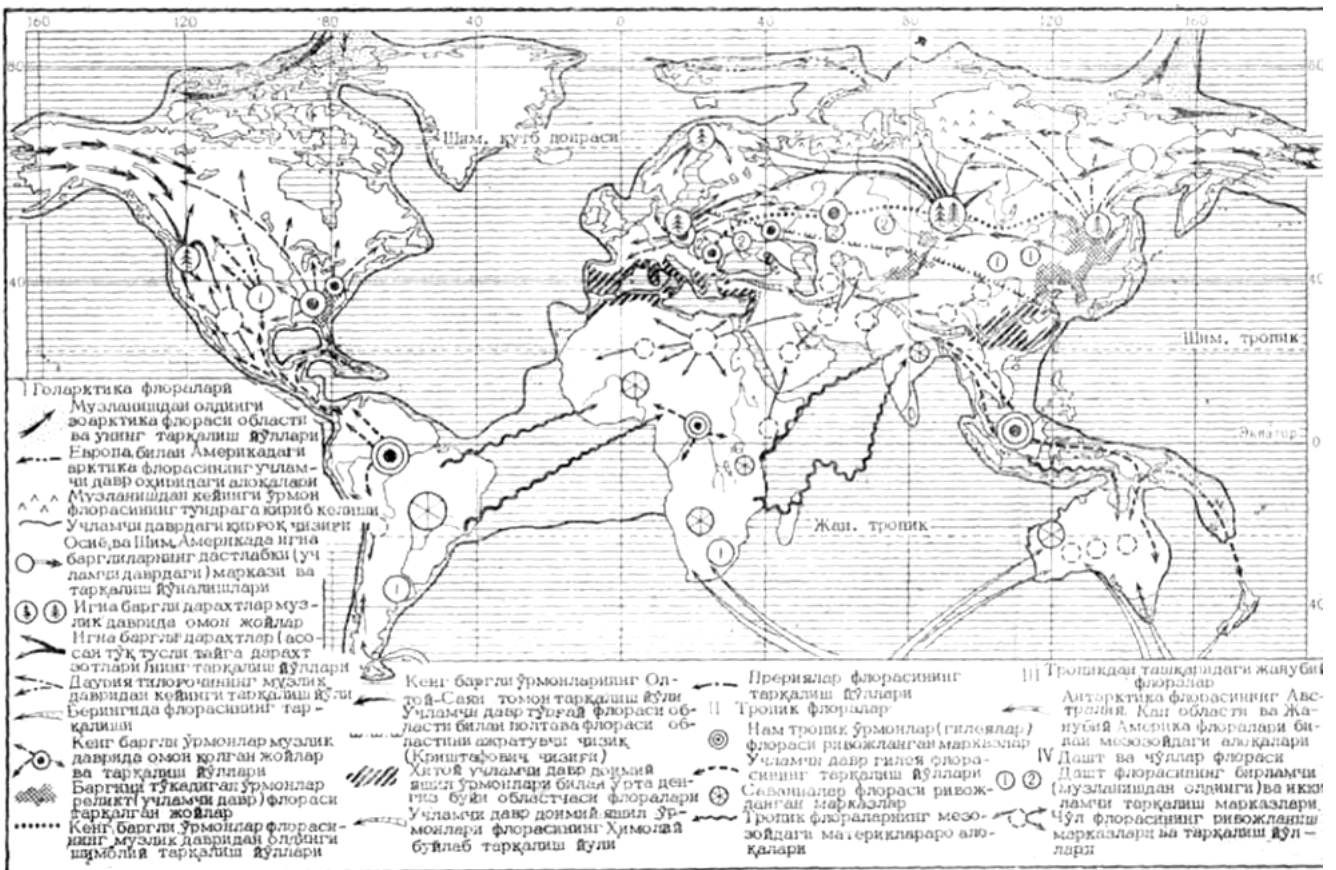 160 120 80 40 0 40 80 120 160
80
40
0
40
Шим. қутб доираси
Шим. тропик
Экватор
Жан. тропик
I Голарктика флоралари
Музланишдан олдинги
эоарктика флораси области
ва унинг тарқалиш йўллари
Европа билан Америкадаги
арктика флорасининг учлам-
чи давр охиридаги алоқалари
Музланишдан кейинги ўрмон
флорасининг тундрага кириб келиши
Учламчи даврдаги қирғоқ чизиғи
Осиё ва Шим. Америкада игна
барглиларнинг дастлабки (уч
ламчи даврдаги) маркази ва
тарқалиш йўналишлари
Игна баргли дарахтлар муз-
лик даврида омон жойлар
Игна баргли дарахтлар (асо-
сан тўқ тусли тайга дарахт
зотлари)нинг тарқалиш йўллари
Даурия тилоғочининг музлик
давридан кейинги тарқалиш йўли
Берингида флорасининг тар-
қалиши
Кенг баргли ўрмонлар музлик
даврида омон қолган жойлар
ва тарқалиш йўллари
Баргини тўкадиган ўрмонлар
реликт (учламчи давр) флораси
тарқалган жойлар
Кенг баргли ўрмонлар флораси-
нинг музлик давридан олдинги
шимолий тарқалиш йўллари
Кенг баргли ўрмонларининг Ол-
той-Саян томон тарқалиш йўли
Учламчи давр тўрғай флораси об-
ласти билан полтава флораси об-
ластини ажратувчи чизиқ
(Криштафович чизиғи)
Хитой учламчи давр доимий
яшил ўрмонлари билан ўрта ден-
гиз бўйи областчаси флоралари
Учламчи давр доимий яшил ўр-
монлари флорасининг Ҳимолай
бўйлаб тарқалиш йўли
Прериялар флорасининг
тарқалиш йўллари
II Тропик флоралар
Нам тропик ўрмонлар (гилеялар)
флораси ривожланган марказлар
Учламчи давр гилея флора-
сининг тарқалиш йўллари
Саванналар флораси ривож-
ланган марказлар
Тропик флораларнинг мезо-
зойдаги материклараро ало-
қалари
III Тропикдан ташқаридаги жанубий
флоралар
Антарктика флорасининг Авс-
тралия, Кап области ва Жа-
нубий Америка флоралари би-
лан мезозойдаги алоқалари
IV Дашт ва чўллар флораси
1 2 Дашт флорасининг бирламчи
(музланишдан олдинги) ва икки
ламчи тарқалиш марказлари
Чўл флорасининг ривожланиш
марказлари ва тарқалиш йўл-
лари